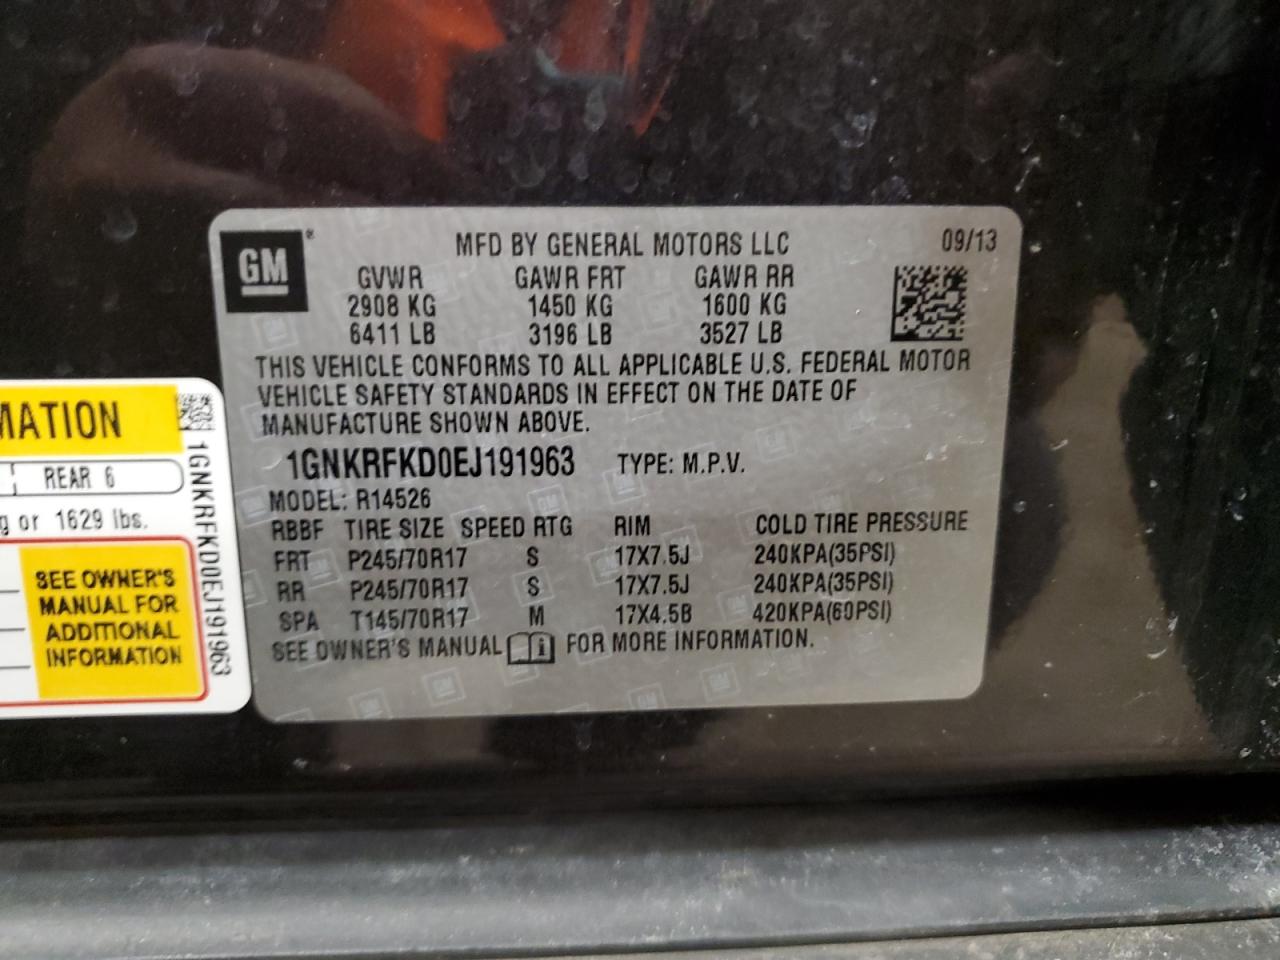 GM®
MFD BY GENERAL MOTORS LLC 09/13
GVWR GAWR FRT GAWR RR
2908 KG 1450 KG 1600 KG
6411 LB 3196 LB 3527 LB
THIS VEHICLE CONFORMS TO ALL APPLICABLE U.S. FEDERAL MOTOR
VEHICLE SAFETY STANDARDS IN EFFECT ON THE DATE OF
MANUFACTURE SHOWN ABOVE.
1GNKRFKD0EJ191963 TYPE: M.P.V.
MODEL: R14526
RBBF TIRE SIZE SPEED RTG RIM COLD TIRE PRESSURE
FRT P245/70R17 S 17X7.5J 240KPA(35PSI)
RR P245/70R17 S 17X7.5J 240KPA(35PSI)
SPA T145/70R17 M 17X4.5B 420KPA(60PSI)
SEE OWNER'S MANUAL i FOR MORE INFORMATION.
MATION
REAR 6
g or 1629 lbs.
SEE OWNER'S
MANUAL FOR
ADDITIONAL
INFORMATION
1GNKRFKD0EJ191963